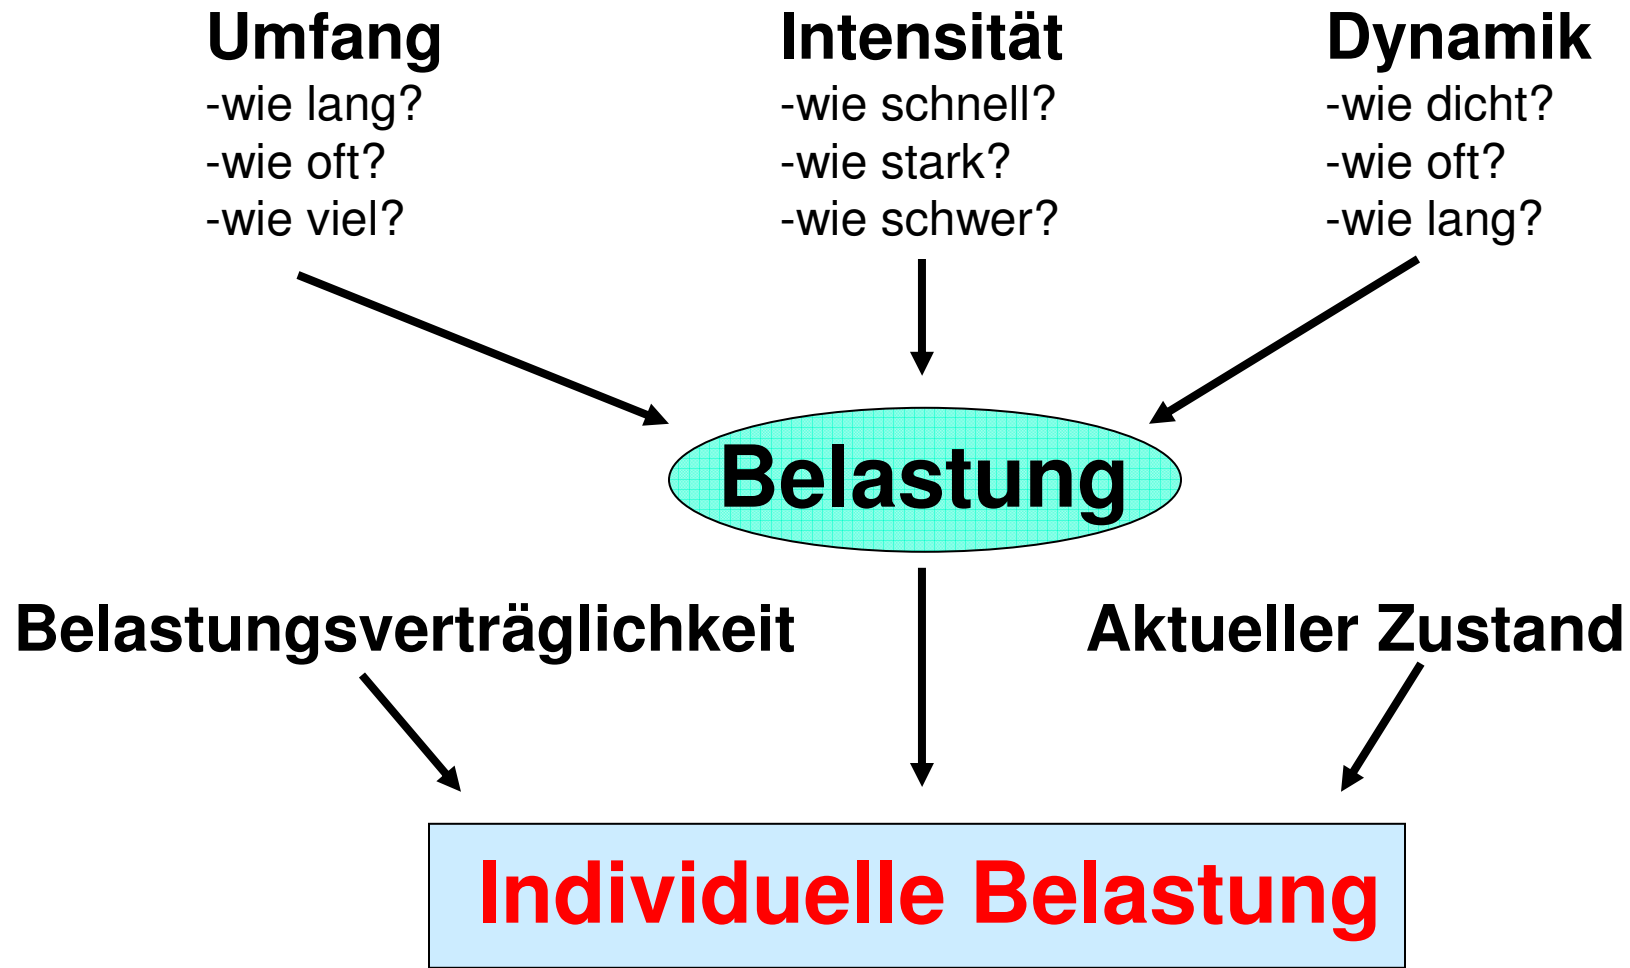 Umfang
-wie lang?
-wie oft?
-wie viel?
Intensität
-wie schnell?
-wie stark?
-wie schwer?
Dynamik
-wie dicht?
-wie oft?
-wie lang?
Belastung
Belastungsverträglichkeit
Aktueller Zustand
Individuelle Belastung